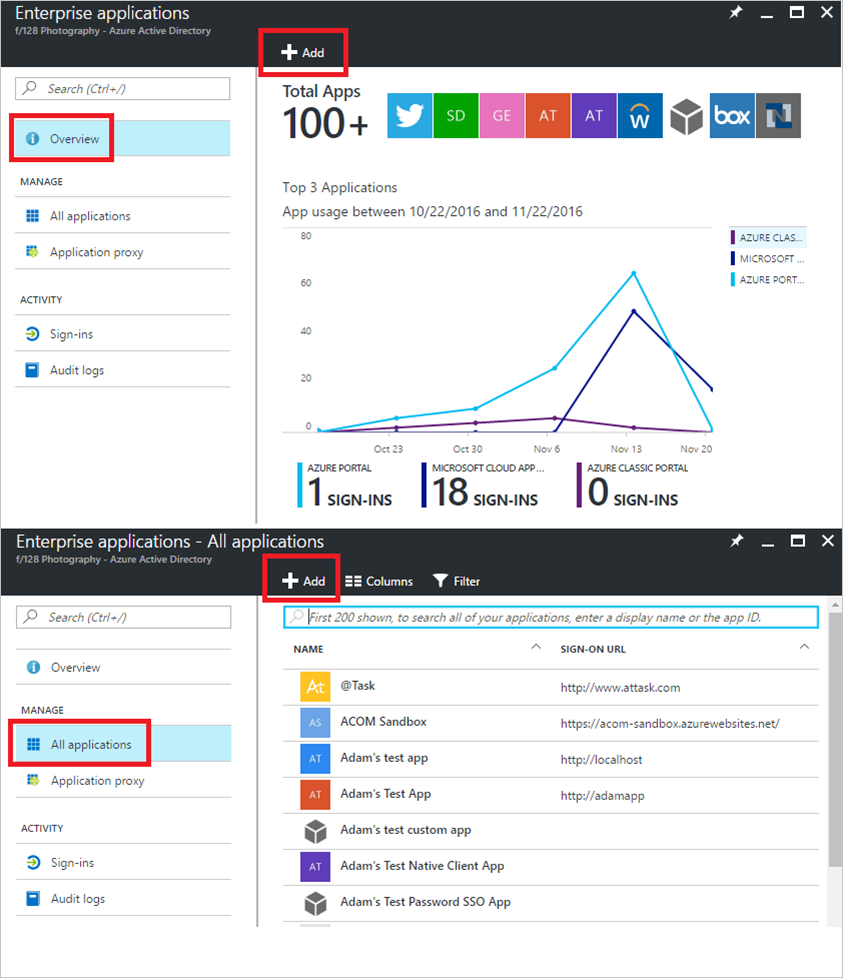 Enterprise applications
f/128 Photography - Azure Active Directory
Add
Search (Ctrl+/)
Overview
MANAGE
All applications
Application proxy
ACTIVITY
Sign-ins
Audit logs
Total Apps
100+
SD GE AT AT W box N
Top 3 Applications
App usage between 10/22/2016 and 11/22/2016
80
60
40
20
0
Oct 23 Oct 30 Nov 6 Nov 13 Nov 20
AZURE CLAS...
MICROSOFT ...
AZURE PORT...
AZURE PORTAL
1 SIGN-INS
MICROSOFT CLOUD APP ...
18 SIGN-INS
AZURE CLASSIC PORTAL
0 SIGN-INS
Enterprise applications - All applications
f/128 Photography - Azure Active Directory
Add Columns Filter
Search (Ctrl+/)
Overview
MANAGE
All applications
Application proxy
ACTIVITY
Sign-ins
Audit logs
First 200 shown, to search all of your applications, enter a display name or the app ID.
NAME SIGN-ON URL
At @Task http://www.attask.com
AS ACOM Sandbox https://acom-sandbox.azurewebsites.net/
AT Adam's test app http://localhost
AT Adam's Test App http://adamapp
Adam's test custom app
AT Adam's Test Native Client App
Adam's Test Password SSO App